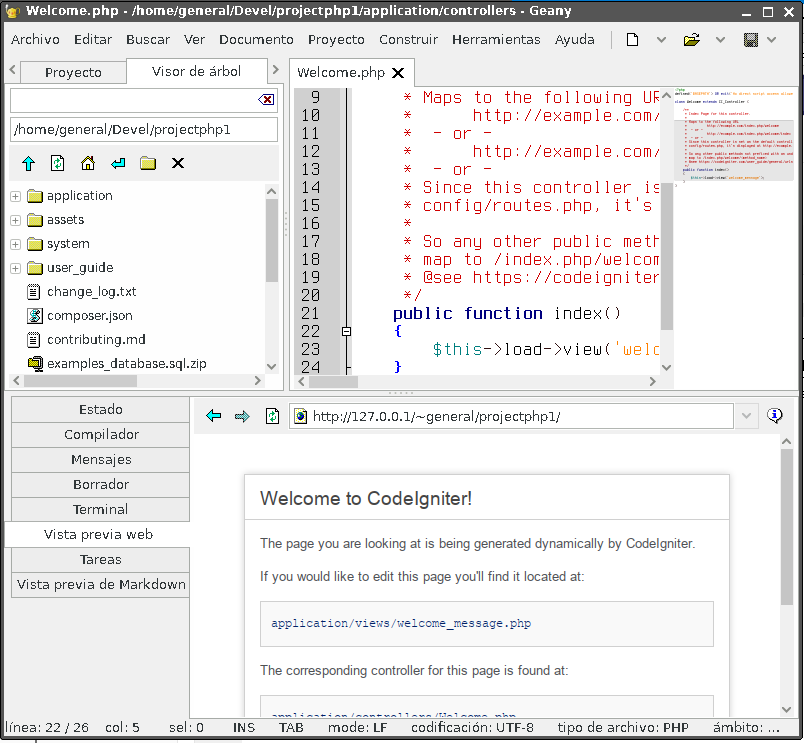 Welcome.php - /home/general/Devel/projectphp1/application/controllers - Geany
Archivo Editar Buscar Ver Documento Proyecto Construir Herramientas Ayuda
Proyecto Visor de árbol
/home/general/Devel/projectphp1
application
assets
system
user_guide
change_log.txt
composer.json
contributing.md
examples_database.sql.zip
Welcome.php
9 * Maps to the following UR
10 * http://example.com/
11 * - or -
12 * http://example.com/
13 * - or -
14 * Since this controller is
15 * config/routes.php, it's
16 *
17 * So any other public meth
18 * map to /index.php/welcom
19 * @see https://codeigniter
20 */
21 public function index()
22 {
23 $this->load->view('welc
24 }
Estado
Compilador
Mensajes
Borrador
Terminal
Vista previa web
Tareas
Vista previa de Markdown
http://127.0.0.1/~general/projectphp1/
Welcome to CodeIgniter!
The page you are looking at is being generated dynamically by CodeIgniter.
If you would like to edit this page you'll find it located at:
application/views/welcome_message.php
The corresponding controller for this page is found at:
application/controllers/Welcome.php
línea: 22 / 26 col: 5 sel: 0 INS TAB mode: LF codificación: UTF-8 tipo de archivo: PHP ámbito: ...